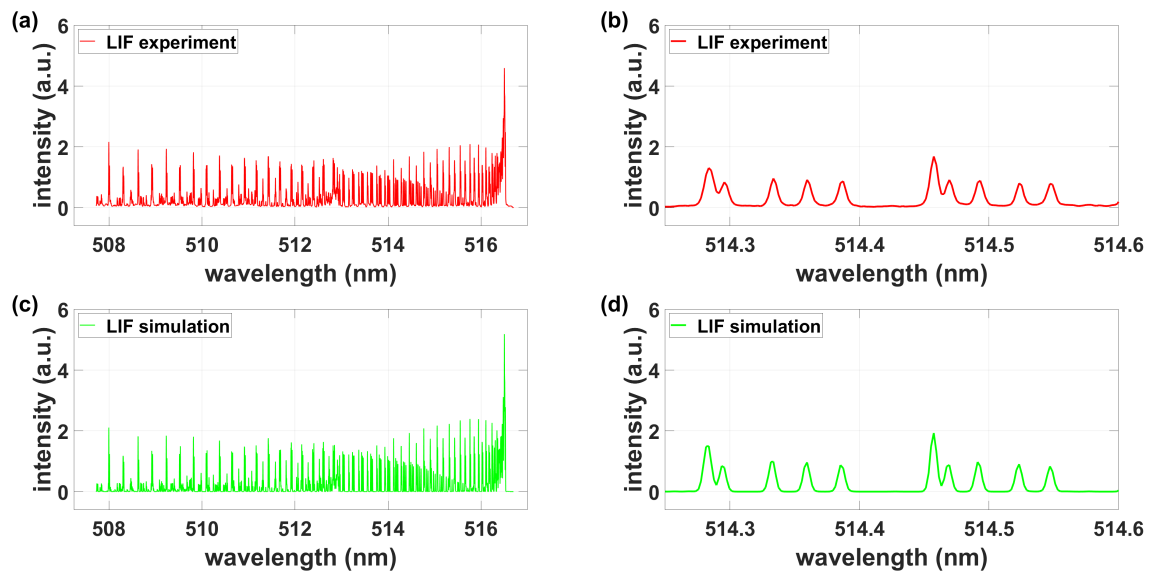 (a)
LIF experiment
intensity (a.u.)
6
4
2
0
508 510 512 514 516
wavelength (nm)
(b)
LIF experiment
intensity (a.u.)
6
4
2
0
514.3 514.4 514.5 514.6
wavelength (nm)
(c)
LIF simulation
intensity (a.u.)
6
4
2
0
508 510 512 514 516
wavelength (nm)
(d)
LIF simulation
intensity (a.u.)
6
4
2
0
514.3 514.4 514.5 514.6
wavelength (nm)